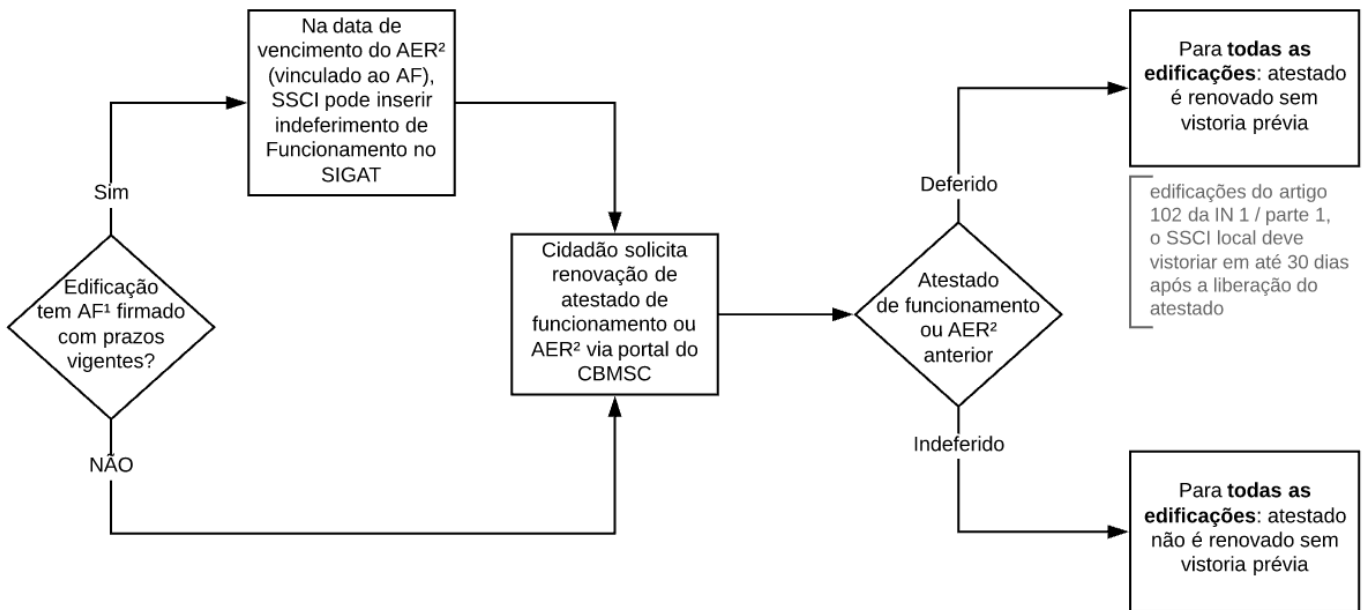 Na data de
vencimento do AER²
(vinculado ao AF),
SSCI pode inserir
indeferimento de
Funcionamento no
SIGAT
Sim
Edificação
tem AF¹ firmado
com prazos
vigentes?
NÃO
Cidadão solicita
renovação de
atestado de
funcionamento ou
AER² via portal do
CBMSC
Deferido
Atestado
de funcionamento
ou AER²
anterior
Indeferido
Para todas as
edificações: atestado
é renovado sem
vistoria prévia
edificações do artigo
102 da IN 1 / parte 1,
o SSCI local deve
vistoriar em até 30 dias
após a liberação do
atestado
Para todas as
edificações: atestado
não é renovado sem
vistoria prévia